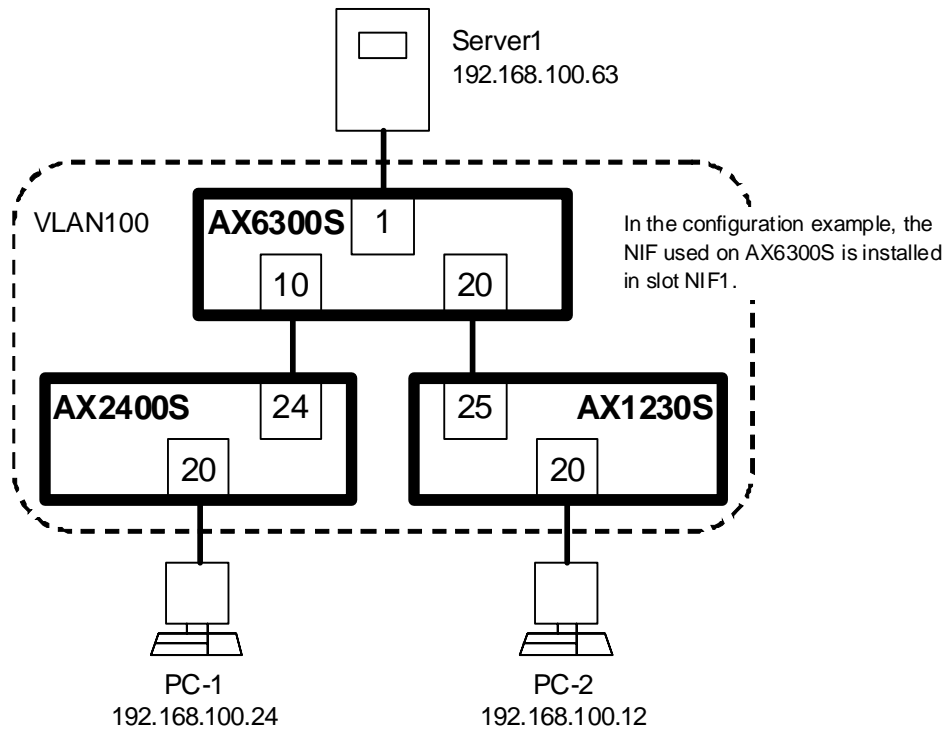 Server1
192.168.100.63
VLAN100
AX6300S
1
In the configuration example, the
NIF used on AX6300S is installed
in slot NIF1.
10
20
AX2400S
24
25
AX1230S
20
20
PC-1
192.168.100.24
PC-2
192.168.100.12